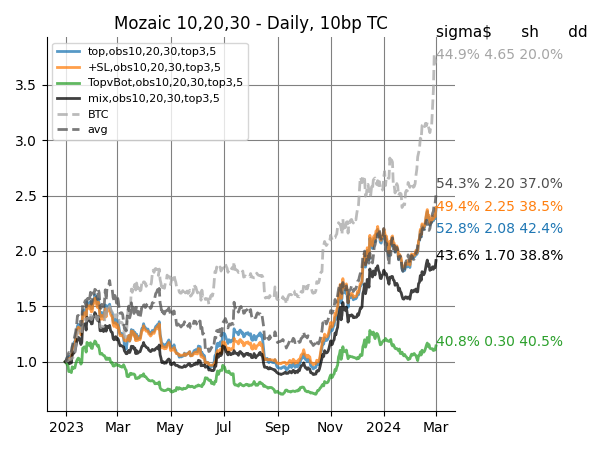 Mozaic 10,20,30 - Daily, 10bp TC
sigma$ sh dd
top,obs10,20,30,top3,5
+SL,obs10,20,30,top3,5
TopvBot,obs10,20,30,top3,5
mix,obs10,20,30,top3,5
BTC
avg
44.9% 4.65 20.0%
54.3% 2.20 37.0%
49.4% 2.25 38.5%
52.8% 2.08 42.4%
43.6% 1.70 38.8%
40.8% 0.30 40.5%
3.5
3.0
2.5
2.0
1.5
1.0
2023 Mar May Jul Sep Nov 2024 Mar